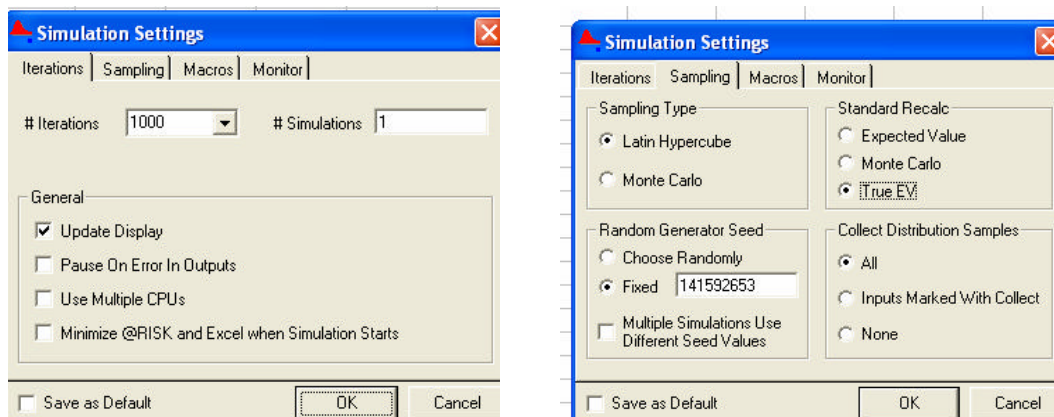 Simulation Settings
Iterations Sampling Macros Monitor
# Iterations 1000 # Simulations 1
General
Update Display
Pause On Error In Outputs
Use Multiple CPUs
Minimize @RISK and Excel when Simulation Starts
Save as Default OK Cancel
Simulation Settings
Iterations Sampling Macros Monitor
Sampling Type
Latin Hypercube
Monte Carlo
Standard Recalc
Expected Value
Monte Carlo
True EV
Random Generator Seed
Choose Randomly
Fixed 141592653
Multiple Simulations Use
Different Seed Values
Collect Distribution Samples
All
Inputs Marked With Collect
None
Save as Default OK Cancel